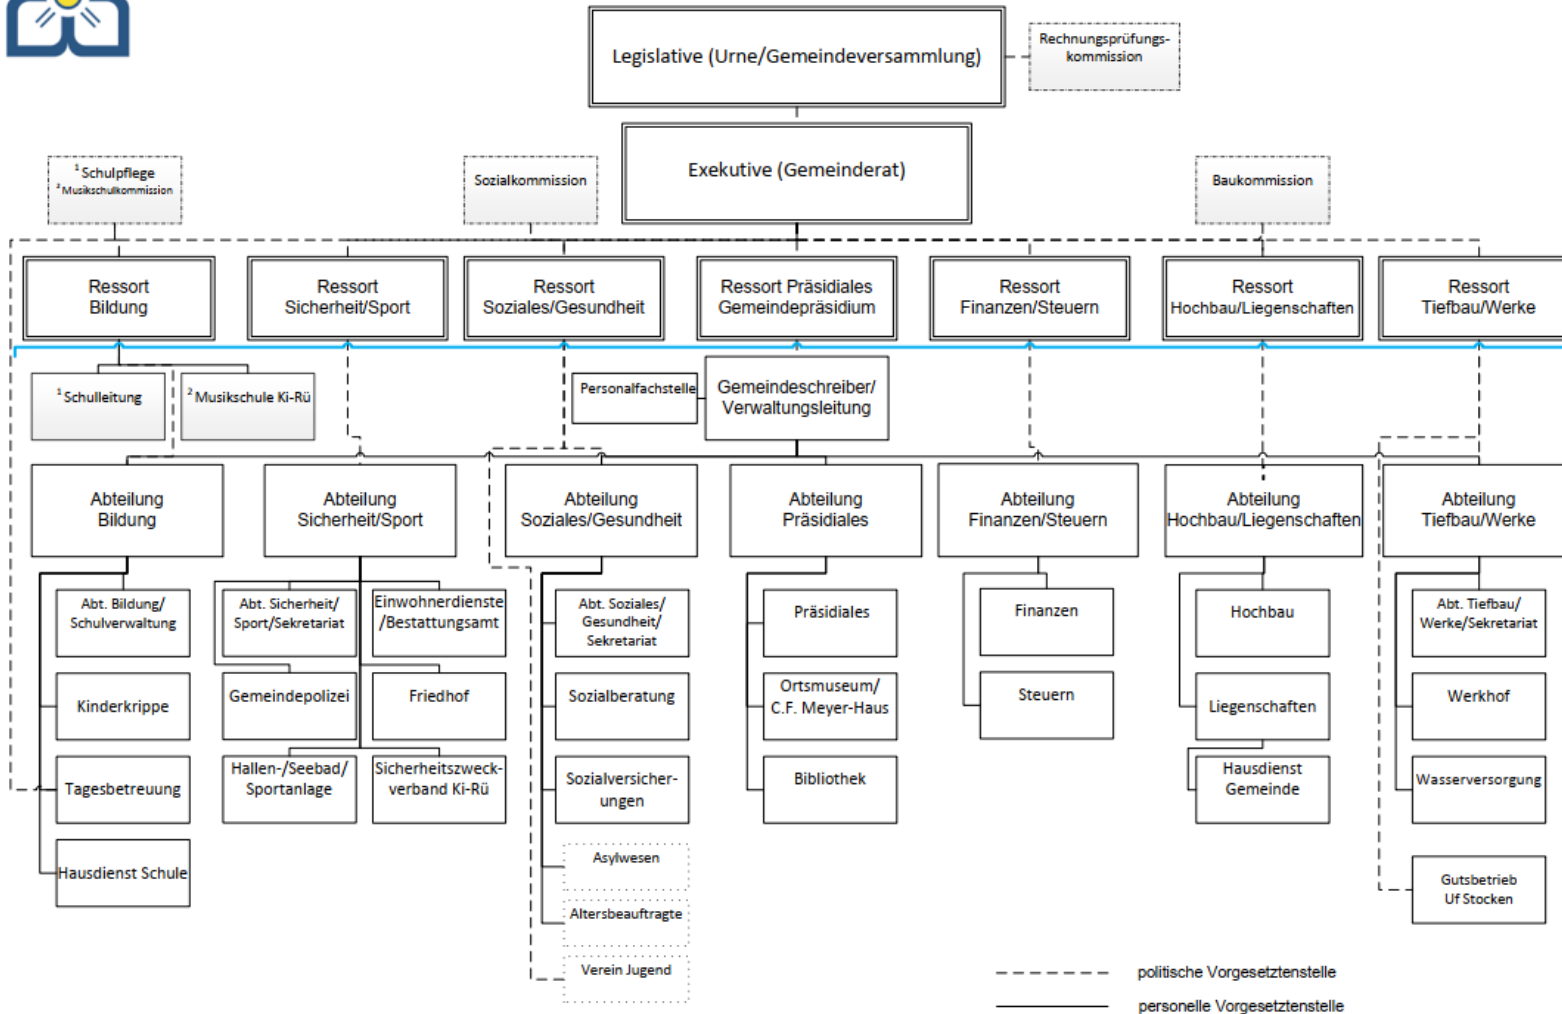 Legislative (Urne/Gemeindeversammlung)
Rechnungsprüfungs-
kommission
Exekutive (Gemeinderat)
¹ Schulpflege
² Musikschulkommission
Sozialkommission
Baukommission
Ressort
Bildung
Ressort
Sicherheit/Sport
Ressort
Soziales/Gesundheit
Ressort Präsidiales
Gemeindepräsidium
Ressort
Finanzen/Steuern
Ressort
Hochbau/Liegenschaften
Ressort
Tiefbau/Werke
¹ Schulleitung
² Musikschule Ki-Rü
Personalfachstelle
Gemeindeschreiber/
Verwaltungsleitung
Abteilung
Bildung
Abteilung
Sicherheit/Sport
Abteilung
Soziales/Gesundheit
Abteilung
Präsidiales
Abteilung
Finanzen/Steuern
Abteilung
Hochbau/Liegenschaften
Abteilung
Tiefbau/Werke
Abt. Bildung/
Schulverwaltung
Abt. Sicherheit/
Sport/Sekretariat
Einwohnerdienste
/Bestattungsamt
Abt. Soziales/
Gesundheit/
Sekretariat
Präsidiales
Finanzen
Hochbau
Abt. Tiefbau/
Werke/Sekretariat
Kinderkrippe
Gemeindepolizei
Friedhof
Sozialberatung
Ortsmuseum/
C.F. Meyer-Haus
Steuern
Liegenschaften
Werkhof
Tagesbetreuung
Hallen-/Seebad/
Sportanlage
Sicherheitszweck-
verband Ki-Rü
Sozialversicher-
ungen
Bibliothek
Hausdienst
Gemeinde
Wasserversorgung
Hausdienst Schule
Asylwesen
Gutsbetrieb
Uf Stocken
Altersbeauftragte
Verein Jugend
politische Vorgesetztenstelle
personelle Vorgesetztenstelle